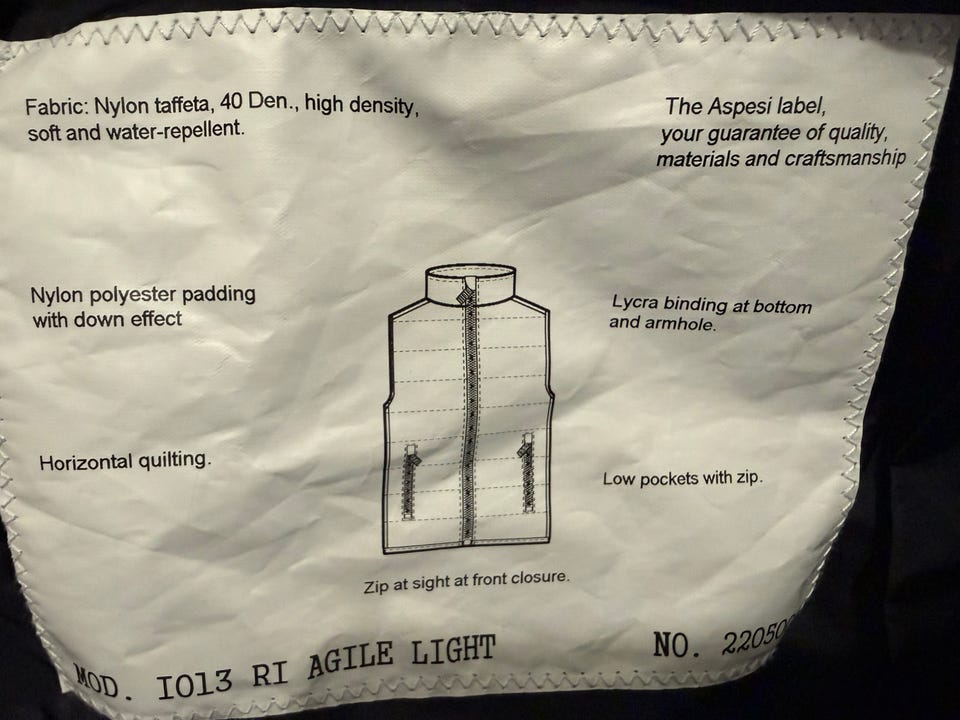 Fabric: Nylon taffeta, 40 Den., high density,
soft and water-repellent.
The Aspesi label,
your guarantee of quality,
materials and craftsmanship
Nylon polyester padding
with down effect
Lycra binding at bottom
and armhole.
Horizontal quilting.
Low pockets with zip.
Zip at sight at front closure.
MOD. I013 RI AGILE LIGHT
NO.